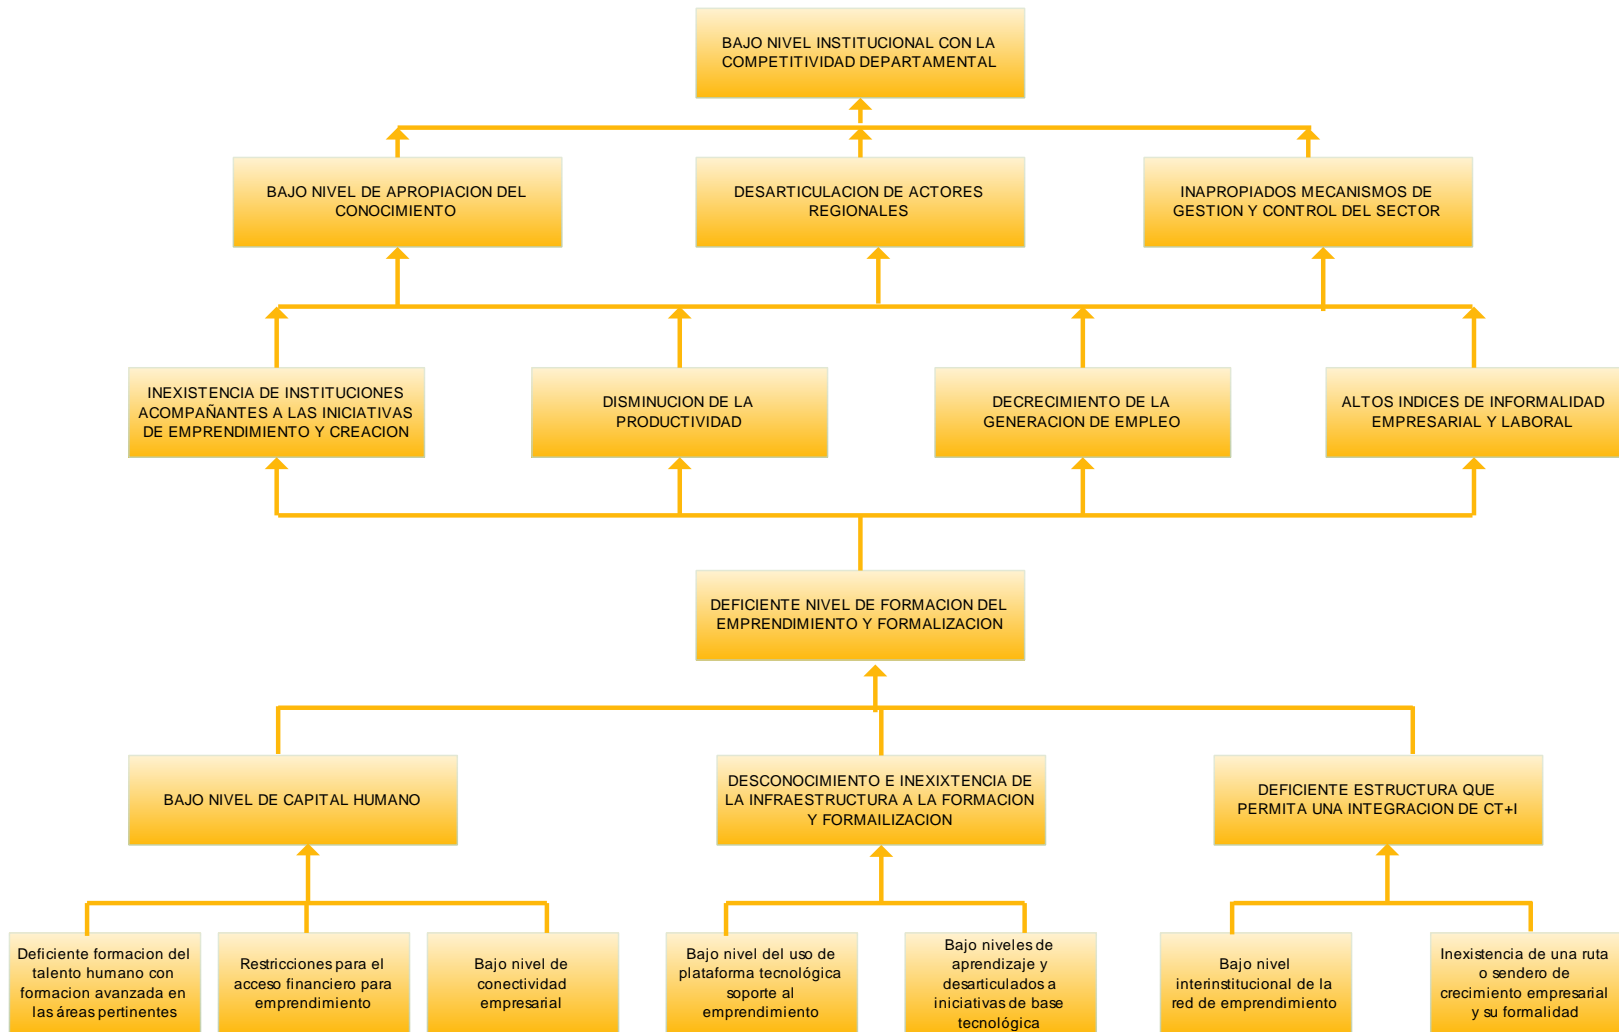 BAJO NIVEL INSTITUCIONAL CON LA
COMPETITIVIDAD DEPARTAMENTAL
BAJO NIVEL DE APROPIACION DEL
CONOCIMIENTO
DESARTICULACION DE ACTORES
REGIONALES
INAPROPIADOS MECANISMOS DE
GESTION Y CONTROL DEL SECTOR
INEXISTENCIA DE INSTITUCIONES
ACOMPAÑANTES A LAS INICIATIVAS
DE EMPRENDIMIENTO Y CREACION
DISMINUCION DE LA
PRODUCTIVIDAD
DECRECIMIENTO DE LA
GENERACION DE EMPLEO
ALTOS INDICES DE INFORMALIDAD
EMPRESARIAL Y LABORAL
DEFICIENTE NIVEL DE FORMACION DEL
EMPRENDIMIENTO Y FORMALIZACION
BAJO NIVEL DE CAPITAL HUMANO
DESCONOCIMIENTO E INEXIXTENCIA DE
LA INFRAESTRUCTURA A LA FORMACION
Y FORMAILIZACION
DEFICIENTE ESTRUCTURA QUE
PERMITA UNA INTEGRACION DE CT+I
Deficiente formacion del
talento humano con
formacion avanzada en
las áreas pertinentes
Restricciones para el
acceso financiero para
emprendimiento
Bajo nivel de
conectividad
empresarial
Bajo nivel del uso de
plataforma tecnológica
soporte al
emprendimiento
Bajo niveles de
aprendizaje y
desarticulados a
iniciativas de base
tecnológica
Bajo nivel
interinstitucional de la
red de emprendimiento
Inexistencia de una ruta
o sendero de
crecimiento empresarial
y su formalidad